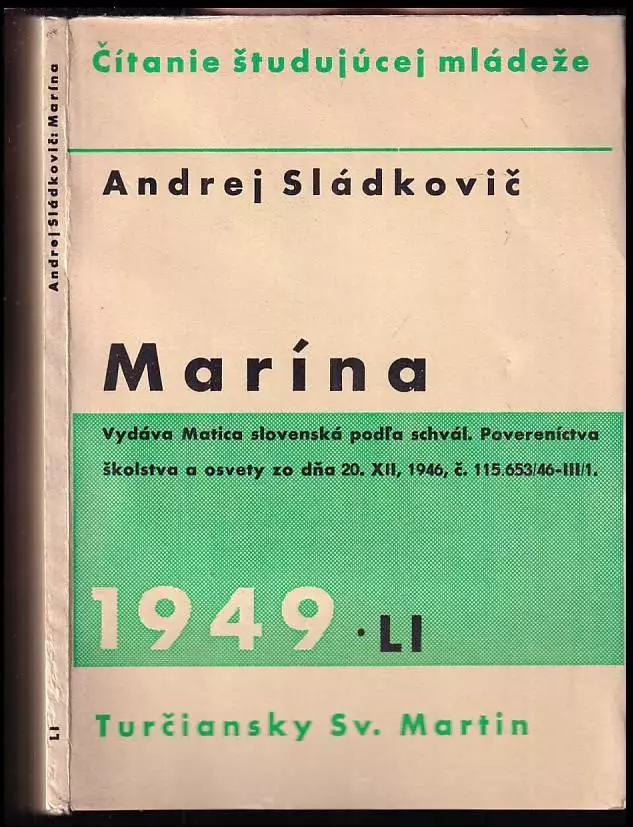 Čítanie študujúcej mládeže
Andrej Sládkovič
Marína
Vydáva Matica slovenská podľa schvál. Povereníctva
školstva a osvety zo dňa 20. XII, 1946, č. 115.653/46-III/1.
1949 · LI
Turčiansky Sv. Martin
Andrej Sládkovič: Marína
LI